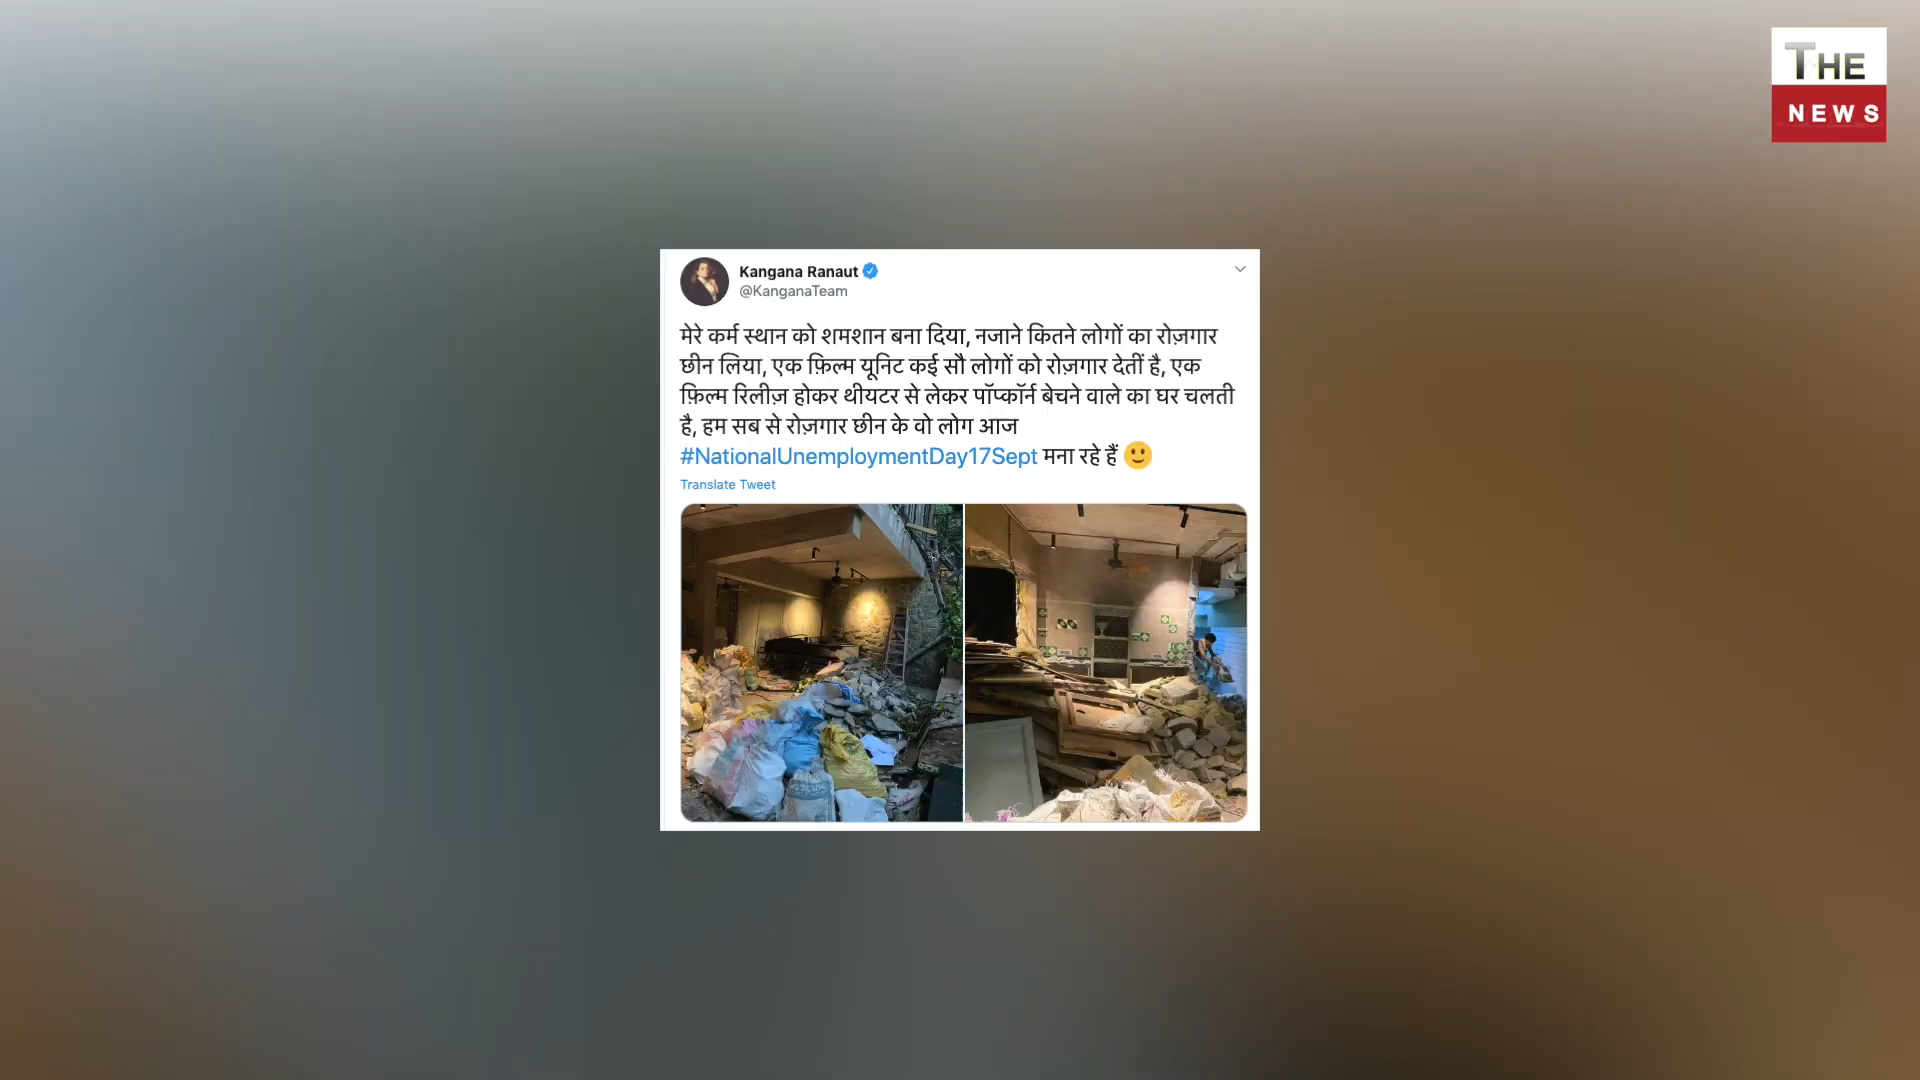 THE
NEWS
Kangana Ranaut
@KanganaTeam
मेरे कर्म स्थान को शमशान बना दिया, नजाने कितने लोगों का रोज़गार
छीन लिया, एक फ़िल्म यूनिट कई सौ लोगों को रोज़गार देतीं है, एक
फ़िल्म रिलीज़ होकर थीयटर से लेकर पॉप्कॉर्न बेचने वाले का घर चलती
है, हम सब से रोज़गार छीन के वो लोग आज
#NationalUnemploymentDay17Sept मना रहे हैं 🙂
Translate Tweet